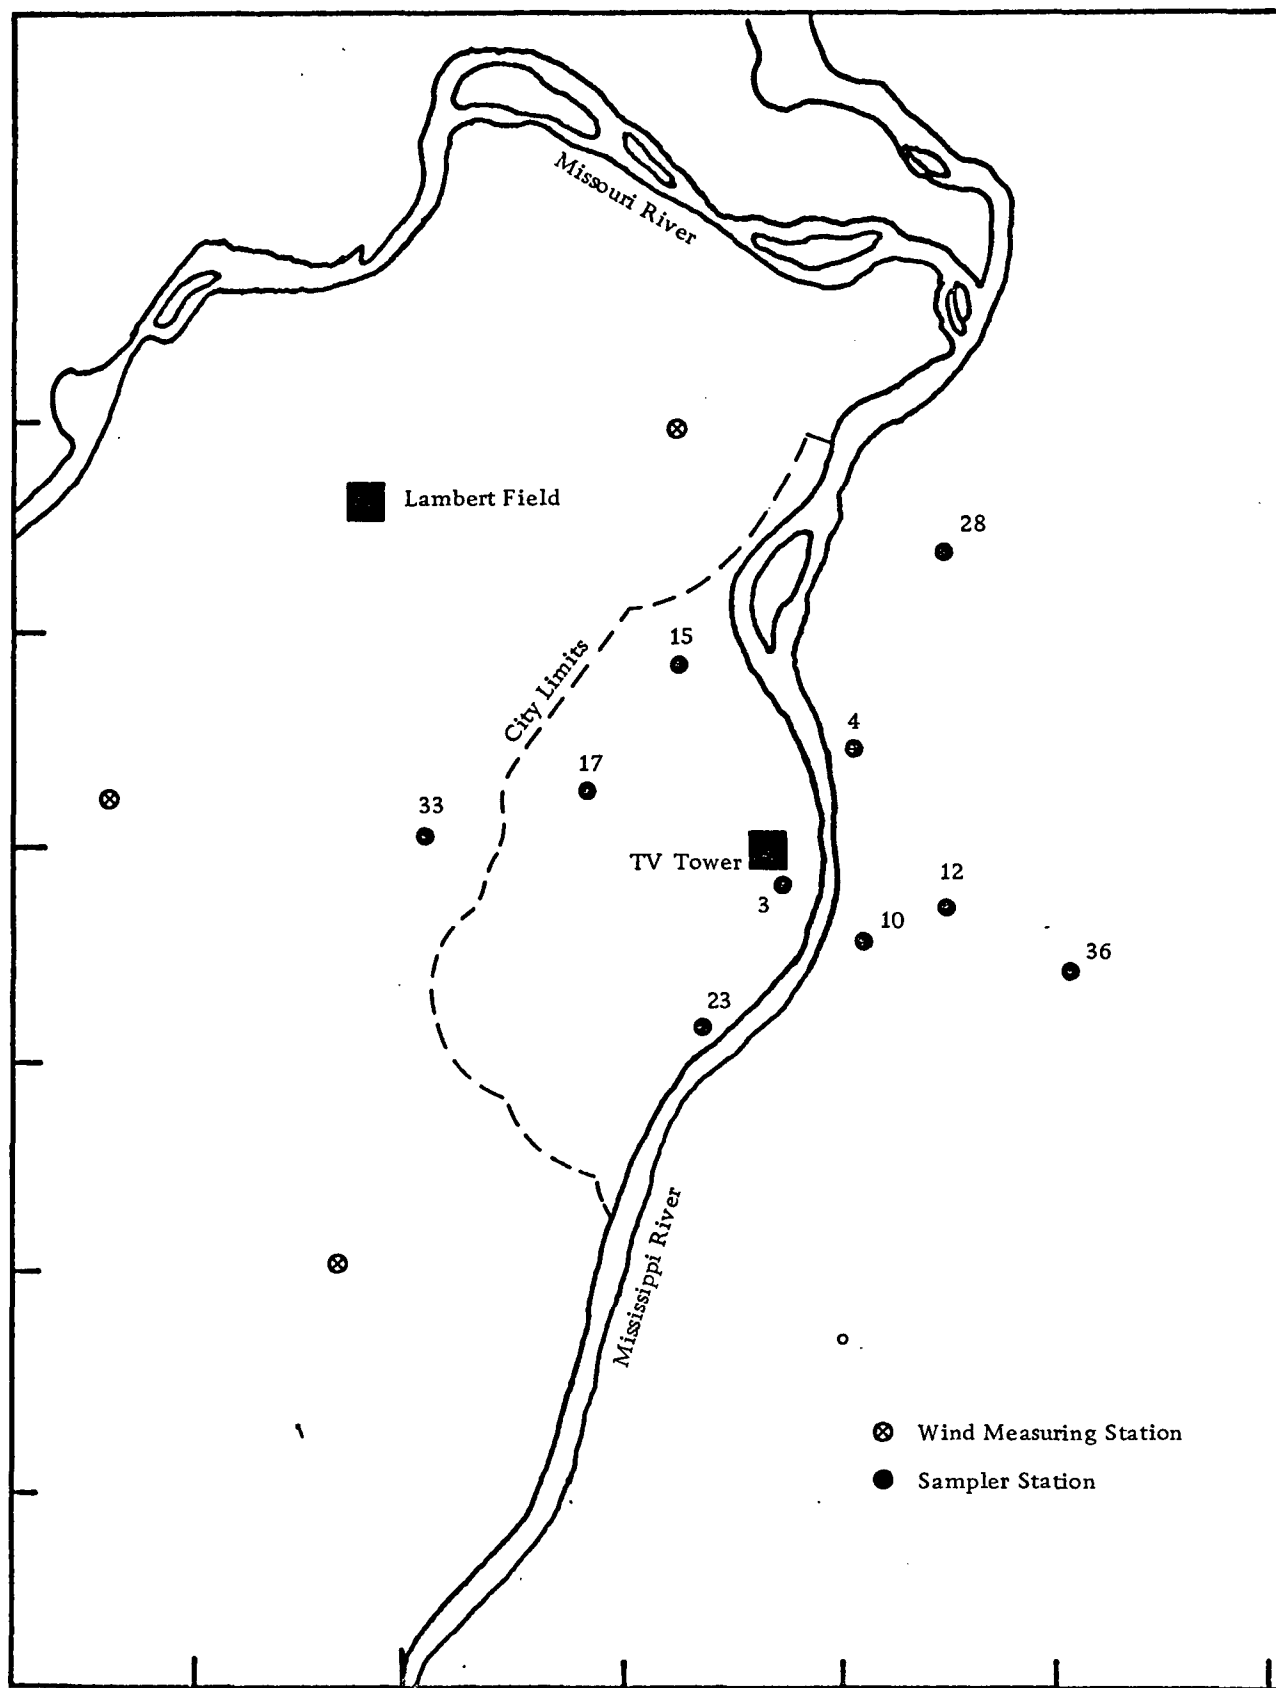 Missouri River
Lambert Field
28
15
City Limits
4
17
33
TV Tower
12
3
10
36
23
Mississippi River
Wind Measuring Station
Sampler Station